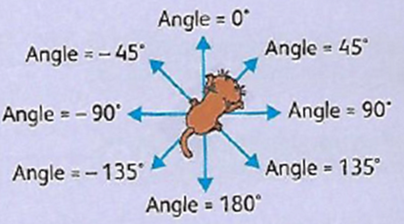 Angle = 0°
Angle = – 45°
Angle = 45°
Angle = – 90°
Angle = 90°
Angle = – 135°
Angle = 135°
Angle = 180°